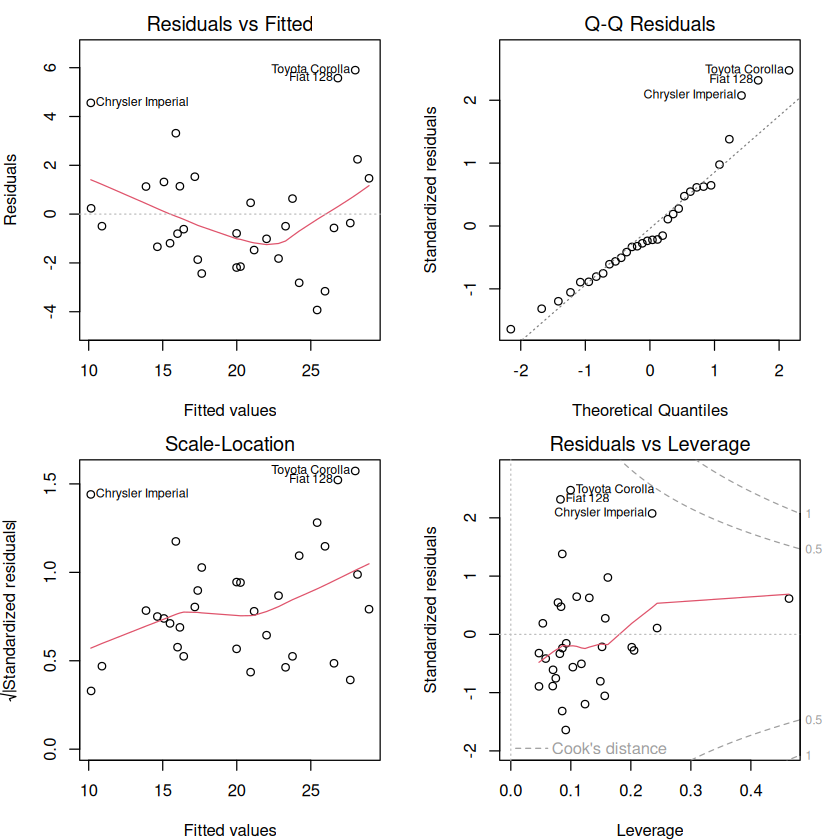 Residuals vs Fitted
Residuals
6
4
2
0
-2
-4
Toyota Corolla
Fiat 128
Chrysler Imperial
10
15
20
25
Fitted values
Q-Q Residuals
Standardized residuals
2
1
0
-1
Toyota Corolla
Fiat 128
Chrysler Imperial
-2
-1
0
1
2
Theoretical Quantiles
Scale-Location
√|Standardized residuals|
1.5
1.0
0.5
0.0
Toyota Corolla
Fiat 128
Chrysler Imperial
10
15
20
25
Fitted values
Residuals vs Leverage
Standardized residuals
2
1
0
-1
-2
Toyota Corolla
Fiat 128
Chrysler Imperial
1
0.5
0.5
1
Cook's distance
0.0
0.1
0.2
0.3
0.4
Leverage